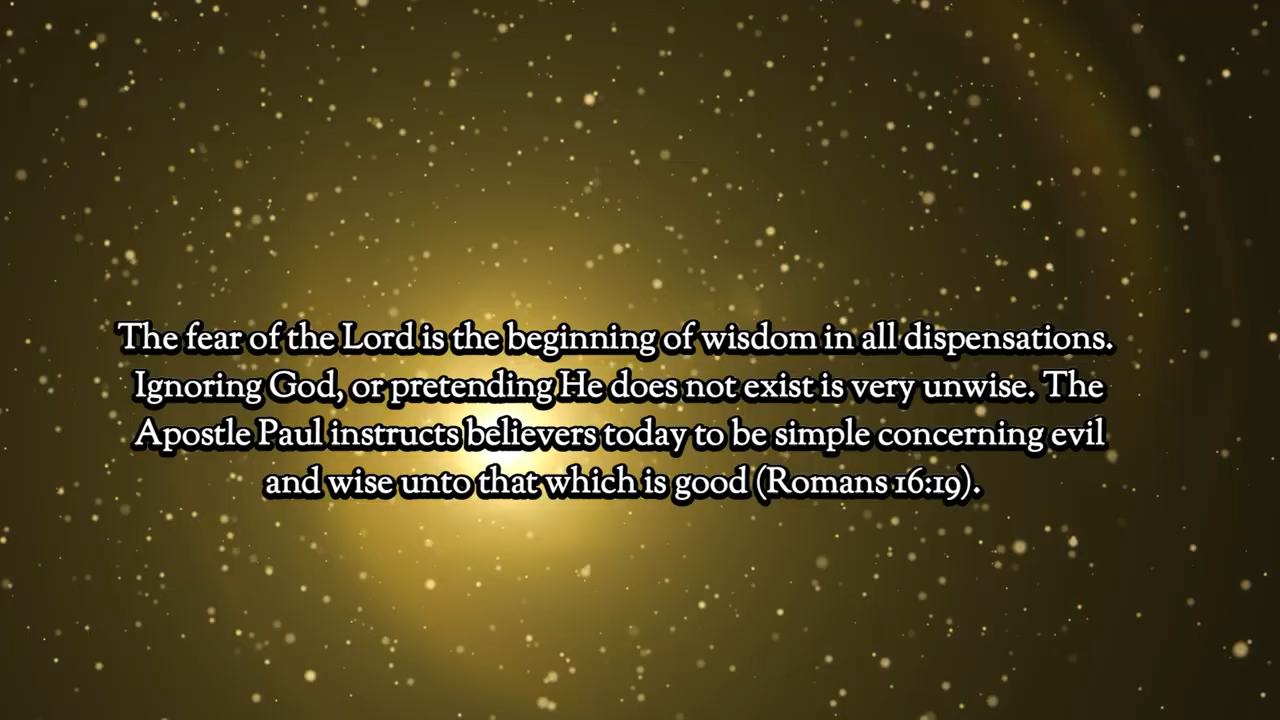 The fear of the Lord is the beginning of wisdom in all dispensations.
Ignoring God, or pretending He does not exist is very unwise. The
Apostle Paul instructs believers today to be simple concerning evil
and wise unto that which is good (Romans 16:19).